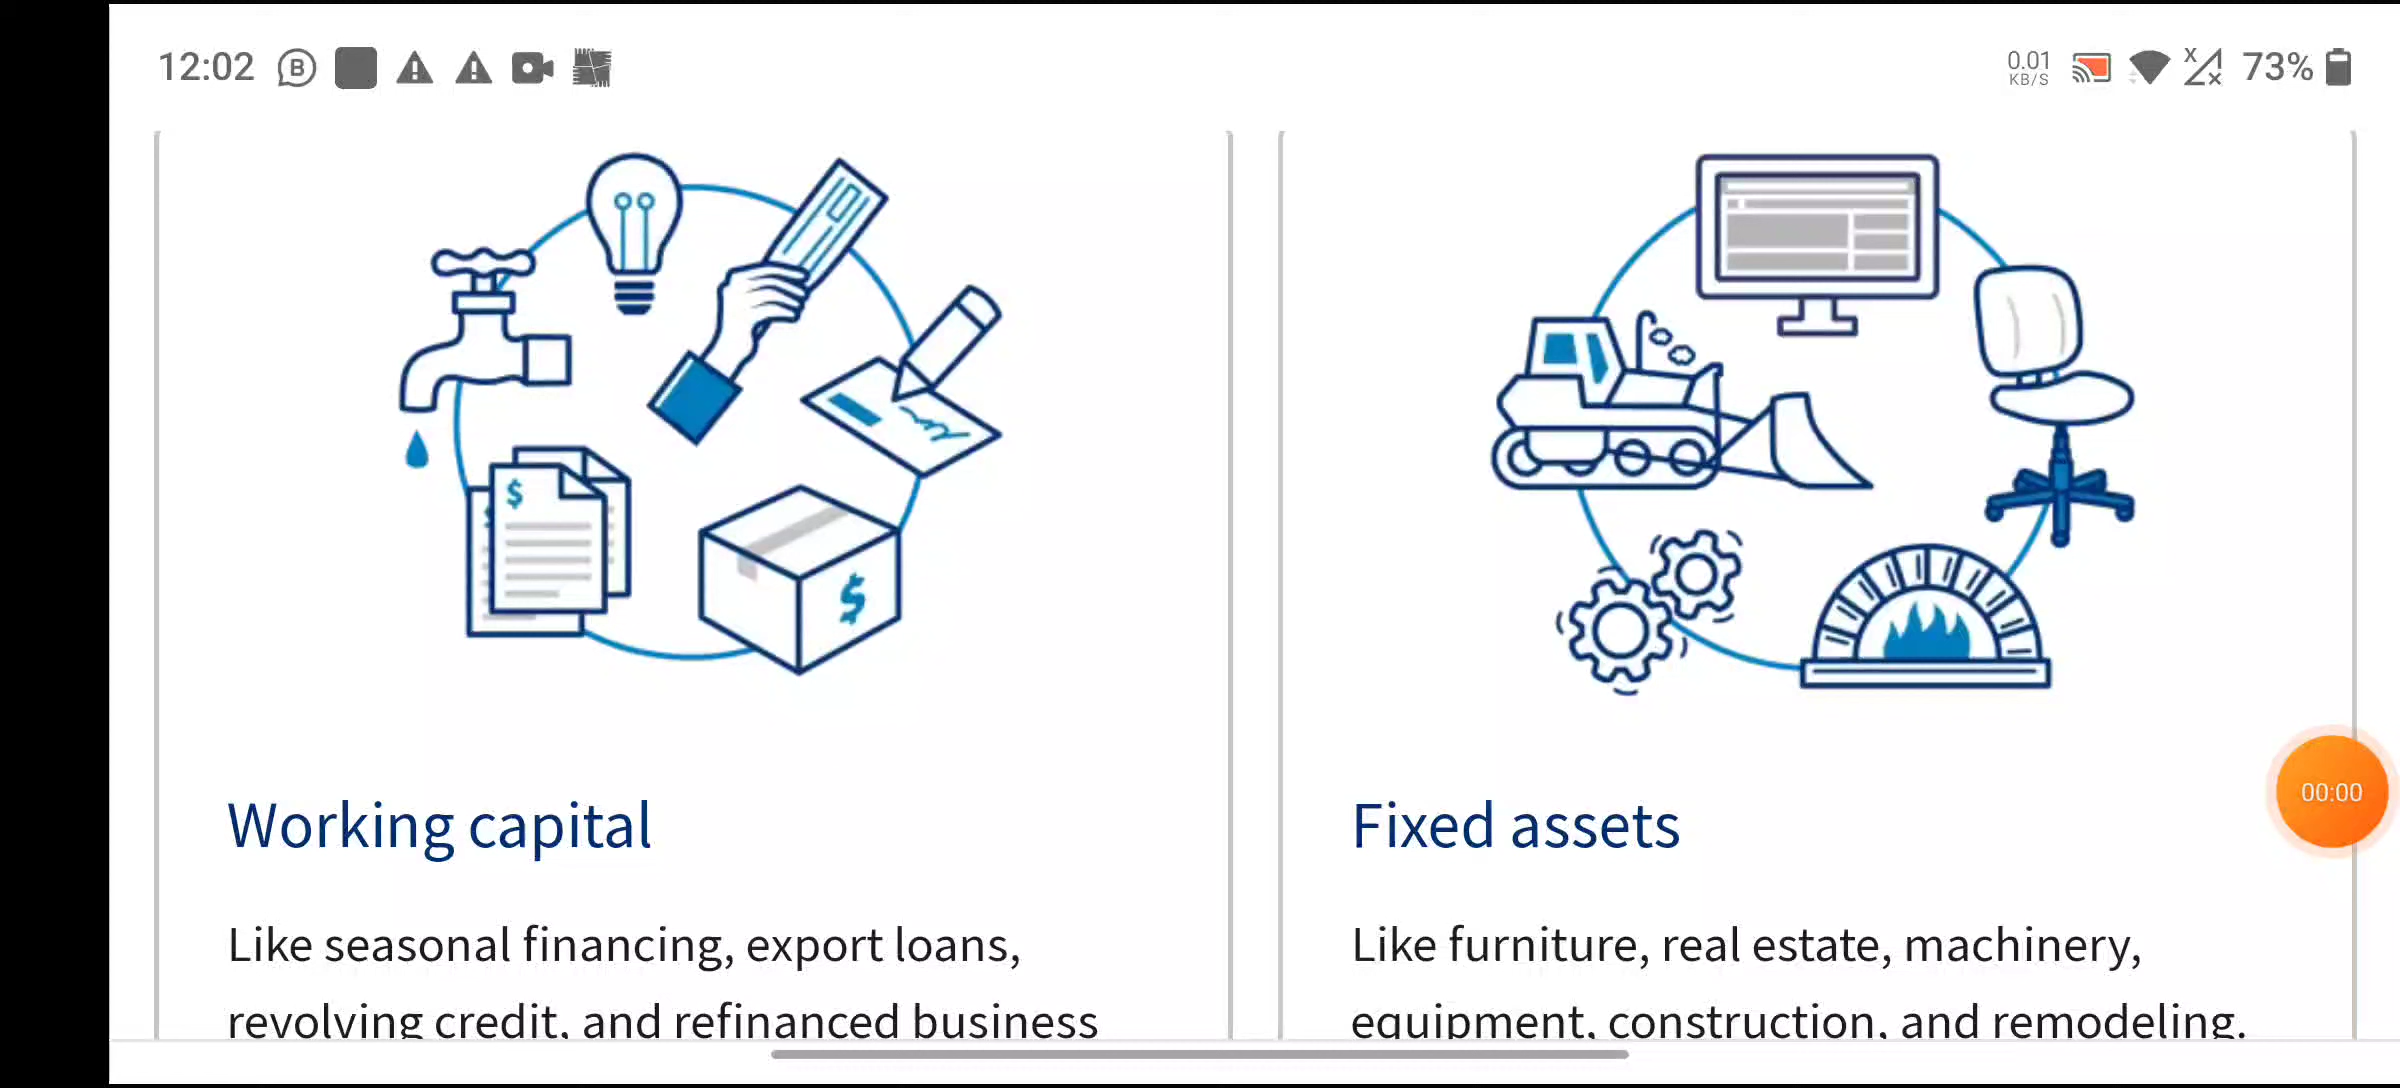 12:02
0.01
KB/S
73%
$
$
Working capital
Like seasonal financing, export loans,
revolving credit, and refinanced business
Fixed assets
Like furniture, real estate, machinery,
equipment, construction, and remodeling.
00:00